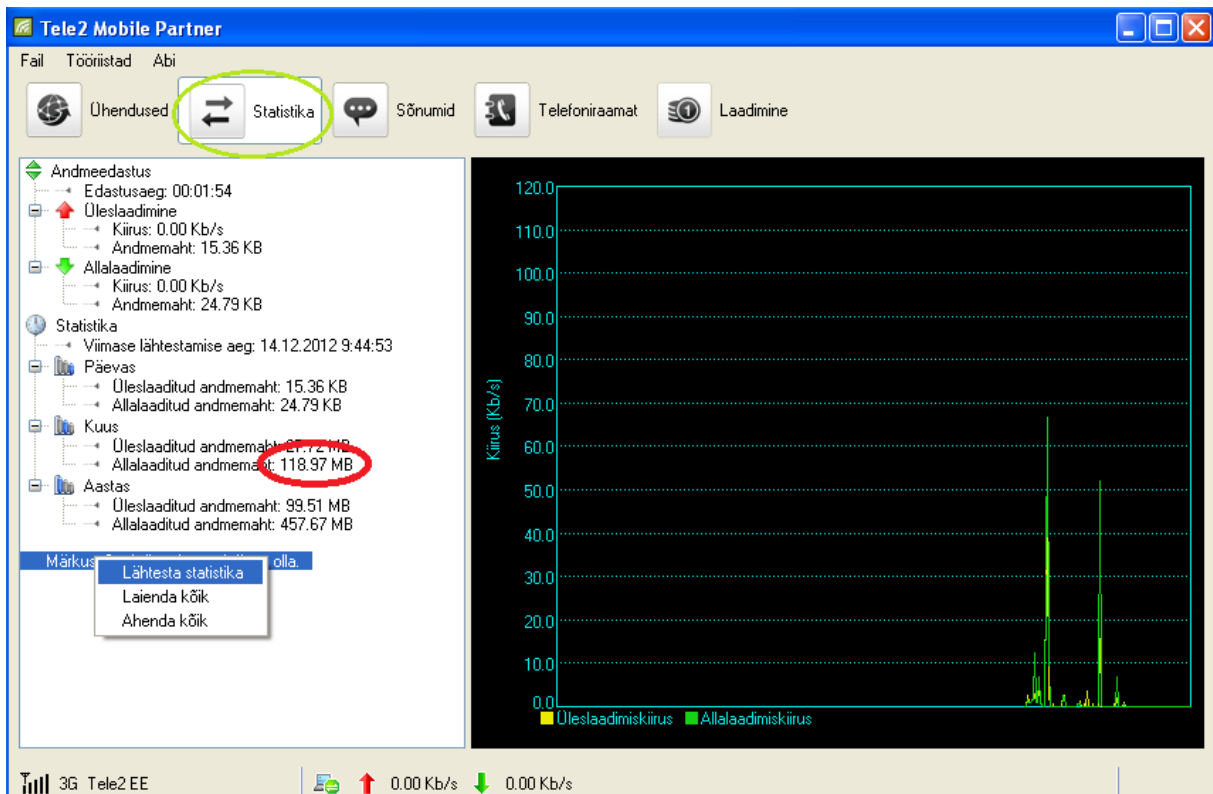 Tele2 Mobile Partner
Fail Tööriistad Abi
Ühendused Statistika Sõnumid Telefoniraamat Laadimine
Andmeedastus
Edastusaeg: 00:01:54
Üleslaadimine
Kiirus: 0.00 Kb/s
Andmemaht: 15.36 KB
Allalaadimine
Kiirus: 0.00 Kb/s
Andmemaht: 24.79 KB
Statistika
Viimase lähtestamise aeg: 14.12.2012 9:44:53
Päevas
Üleslaaditud andmemaht: 15.36 KB
Allalaaditud andmemaht: 24.79 KB
Kuus
Üleslaaditud andmemaht: 27.72 MB
Allalaaditud andmemaht: 118.97 MB
Aastas
Üleslaaditud andmemaht: 99.51 MB
Allalaaditud andmemaht: 457.67 MB
olla.
Lähtesta statistika
Laienda kõik
Ahenda kõik
120.0
110.0
100.0
90.0
80.0
70.0
60.0
50.0
40.0
30.0
20.0
10.0
0.0
Kiirus (Kb/s)
Üleslaadimiskiirus Allalaadimiskiirus
3G Tele2 EE 0.00 Kb/s 0.00 Kb/s